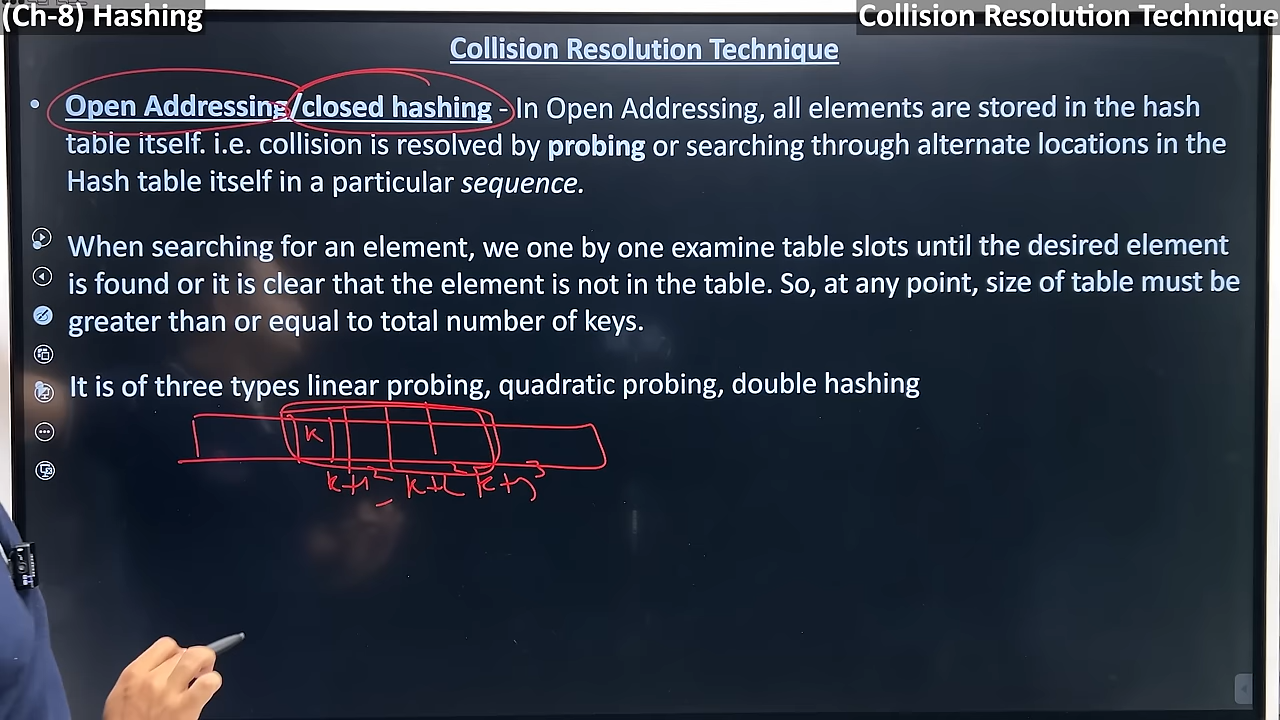 (Ch-8) Hashing
Collision Resolution Technique
Collision Resolution Technique
• Open Addressing/closed hashing - In Open Addressing, all elements are stored in the hash
table itself. i.e. collision is resolved by probing or searching through alternate locations in the
Hash table itself in a particular sequence.
When searching for an element, we one by one examine table slots until the desired element
is found or it is clear that the element is not in the table. So, at any point, size of table must be
greater than or equal to total number of keys.
It is of three types linear probing, quadratic probing, double hashing
K
K+1²